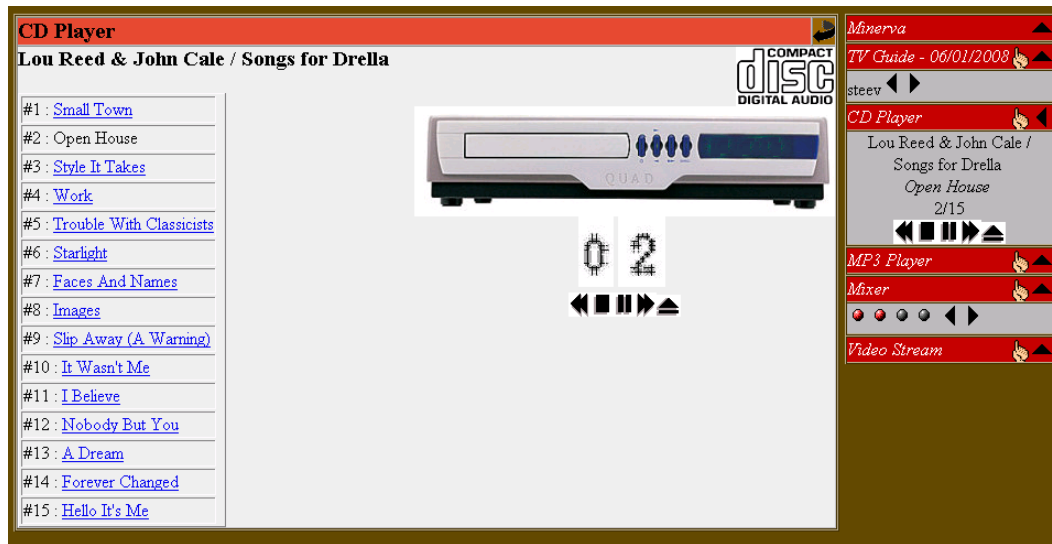 CD Player
Lou Reed & John Cale / Songs for Drella
COMPACT
disc
DIGITAL AUDIO
#1 : Small Town
#2 : Open House
#3 : Style It Takes
#4 : Work
#5 : Trouble With Classicists
#6 : Starlight
#7 : Faces And Names
#8 : Images
#9 : Slip Away (A Warning)
#10 : It Wasn't Me
#11 : I Believe
#12 : Nobody But You
#13 : A Dream
#14 : Forever Changed
#15 : Hello It's Me
QUAD
02
Minerva
TV Guide - 06/01/2008
steev
CD Player
Lou Reed & John Cale /
Songs for Drella
Open House
2/15
MP3 Player
Mixer
Video Stream